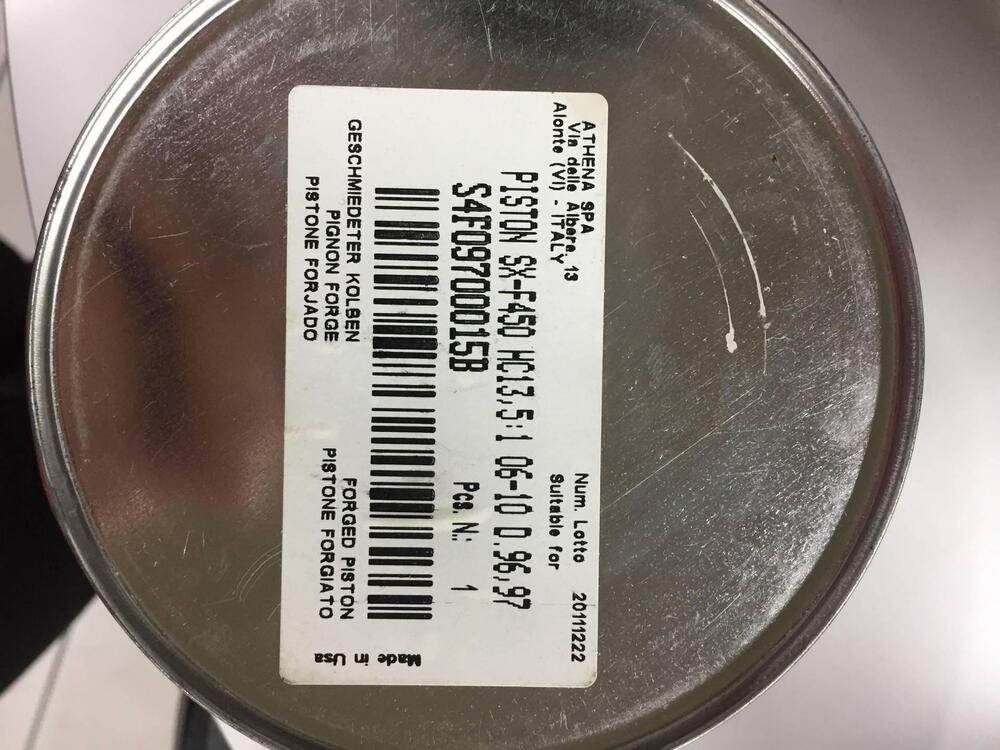 ATHENA SPA
Via delle Albere, 13
Alonte (VI) - ITALY
Num. Lotto 20111222
Suitable for
PISTON SX-F450 HC13,5:1 06-10 D.96,97
S4F09700015B Pcs. N.: 1
GESCHMIEDETER KOLBEN FORGED PISTON
PIGNON FORGE PISTONE FORGIATO
PISTONE FORJADO
Made in Usa